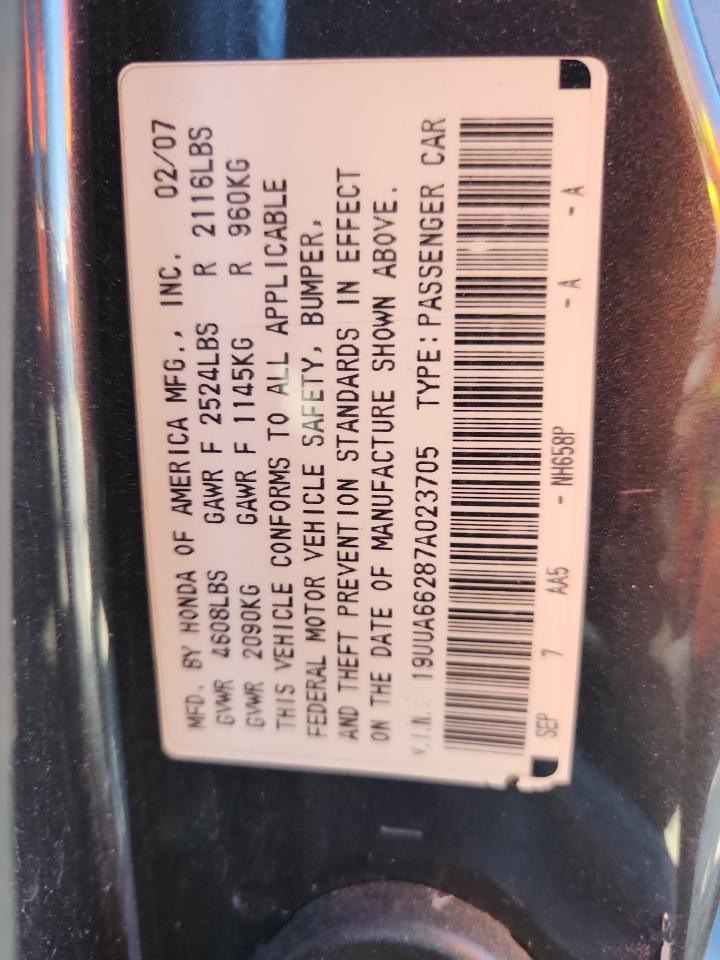 MFD. BY HONDA OF AMERICA MFG., INC. 02/07
GVWR 4608LBS GAWR F 2524LBS R 2116LBS
GVWR 2090KG GAWR F 1145KG R 960KG
THIS VEHICLE CONFORMS TO ALL APPLICABLE
FEDERAL MOTOR VEHICLE SAFETY, BUMPER,
AND THEFT PREVENTION STANDARDS IN EFFECT
ON THE DATE OF MANUFACTURE SHOWN ABOVE.
V.I.N.: 19UUA66287A023705 TYPE:PASSENGER CAR
SEP 7 AA5 - NH658P - A - A